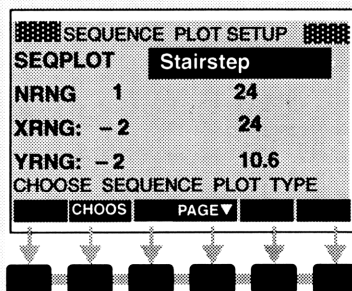 SEQUENCE PLOT SETUP
SEQPLOT Stairstep
NRNG 1 24
XRNG: -2 24
YRNG: -2 10.6
CHOOSE SEQUENCE PLOT TYPE
CHOOS PAGE▼